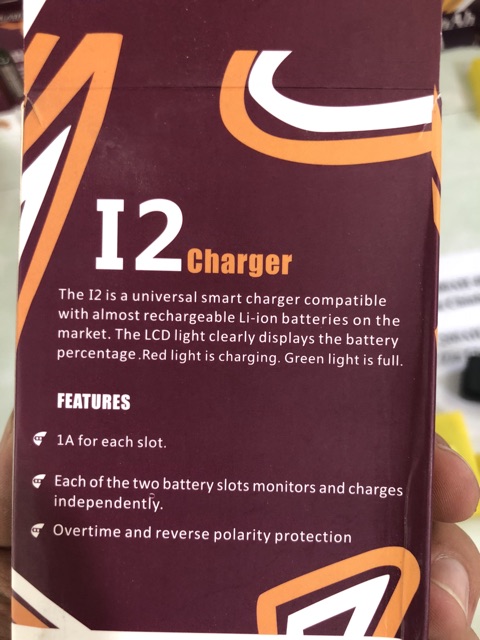 I2 Charger
The I2 is a universal smart charger compatible
with almost rechargeable Li-ion batteries on the
market. The LCD light clearly displays the battery
percentage.Red light is charging. Green light is full.
FEATURES
1A for each slot.
Each of the two battery slots monitors and charges
independently.
Overtime and reverse polarity protection